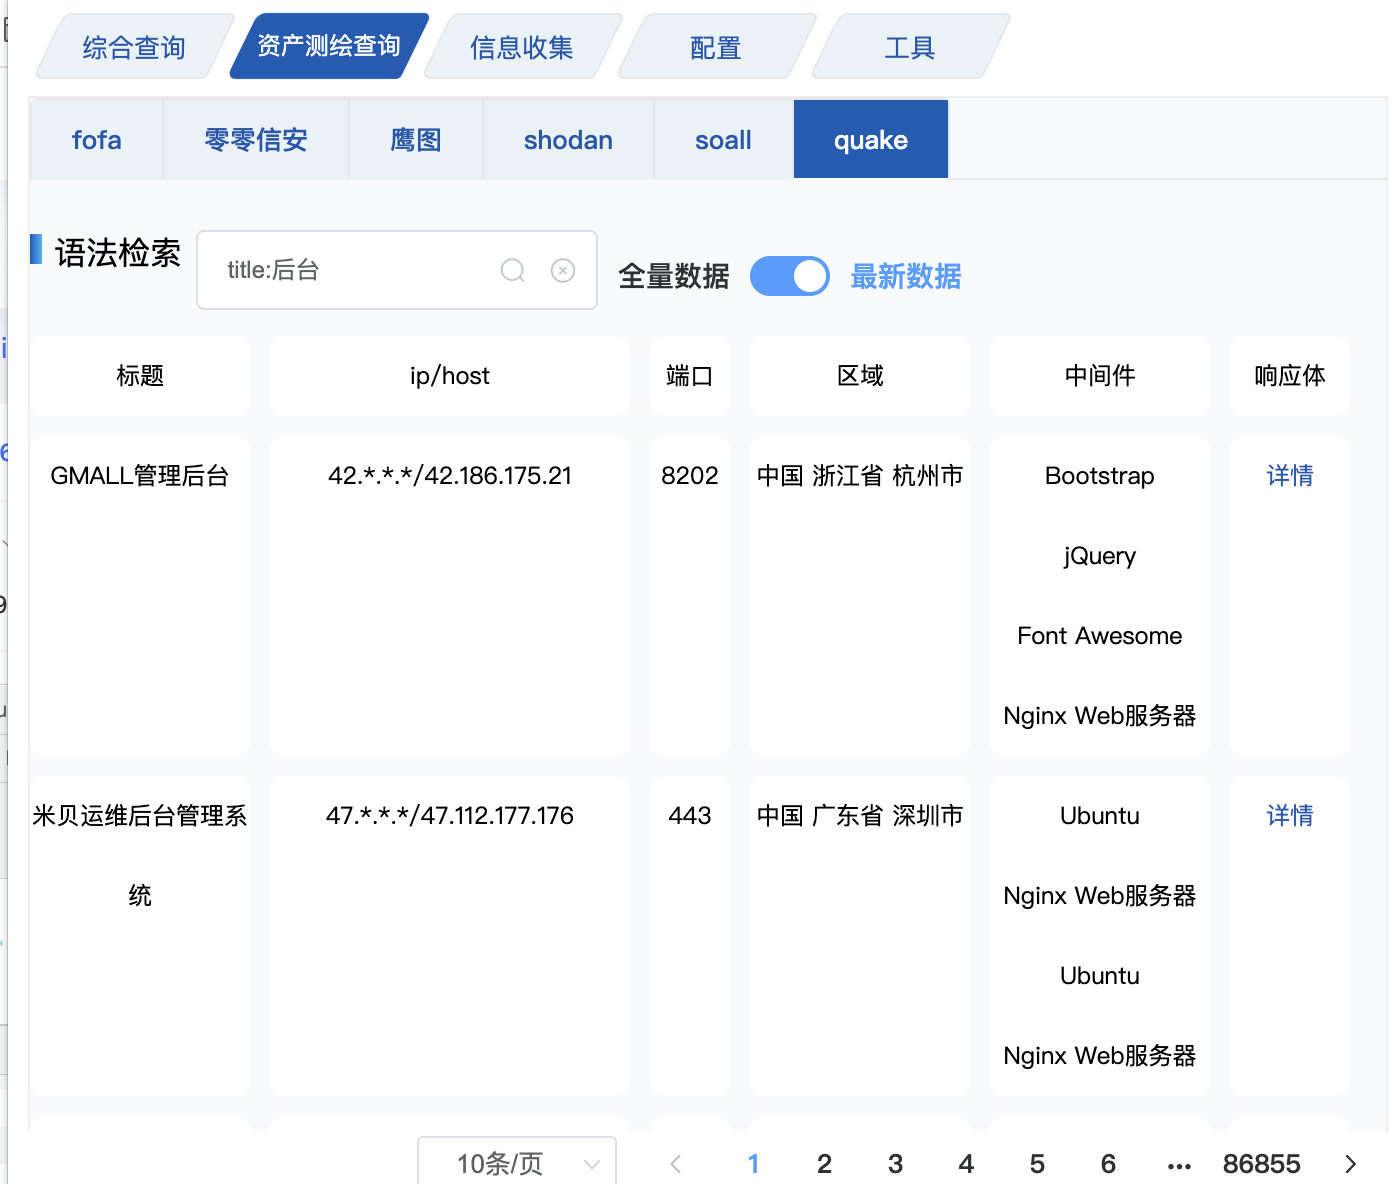 综合查询 资产测绘查询 信息收集 配置 工具
fofa 零零信安 鹰图 shodan soall quake
语法检索 title:后台 全量数据 最新数据
标题 ip/host 端口 区域 中间件 响应体
GMALL管理后台 42.*.*.*/42.186.175.21 8202 中国 浙江省 杭州市 Bootstrap 详情
jQuery
Font Awesome
Nginx Web服务器
米贝运维后台管理系 47.*.*.*/47.112.177.176 443 中国 广东省 深圳市 Ubuntu 详情
统 Nginx Web服务器
Ubuntu
Nginx Web服务器
10条/页 1 2 3 4 5 6 ... 86855